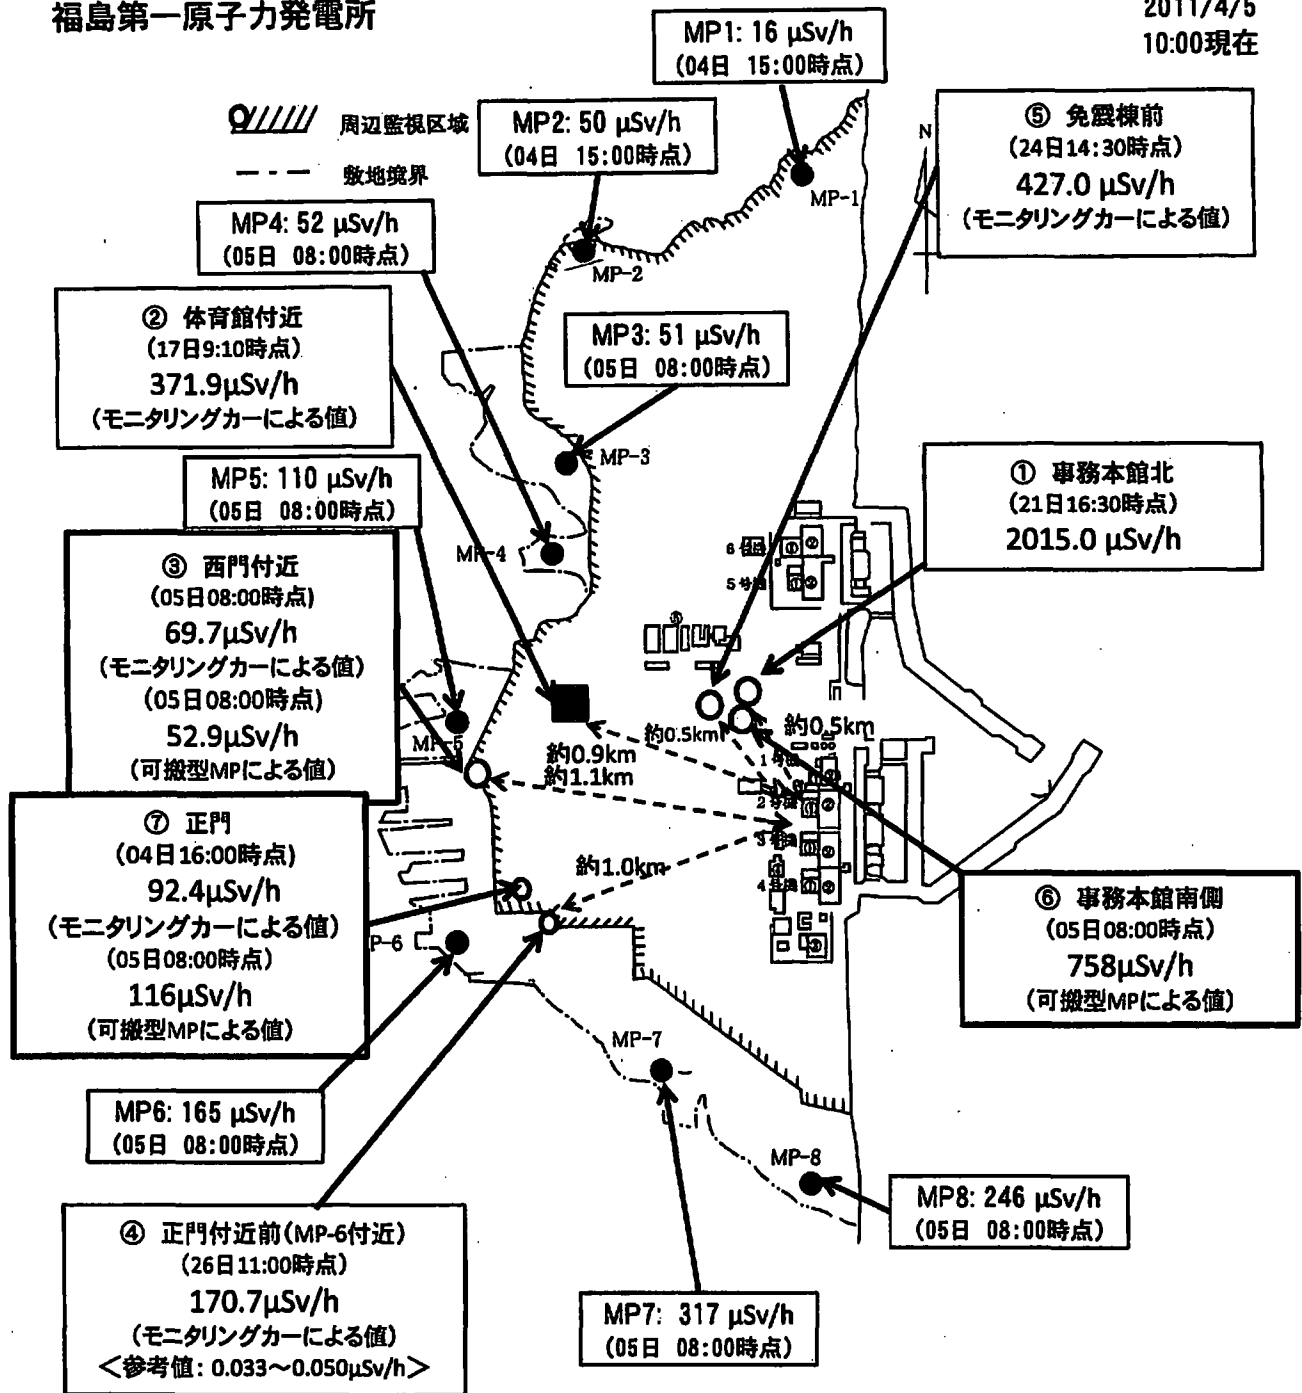 福島第一原子力発電所
2011/4/5
10:00現在
MP1: 16 μSv/h
(04日 15:00時点)
周辺監視区域
敷地境界
MP2: 50 μSv/h
(04日 15:00時点)
N
⑤ 免震棟前
(24日14:30時点)
427.0 μSv/h
(モニタリングカーによる値)
MP-1
MP4: 52 μSv/h
(05日 08:00時点)
MP-2
② 体育館付近
(17日9:10時点)
371.9μSv/h
(モニタリングカーによる値)
MP3: 51 μSv/h
(05日 08:00時点)
MP-3
MP5: 110 μSv/h
(05日 08:00時点)
① 事務本館北
(21日16:30時点)
2015.0 μSv/h
MP-4
③ 西門付近
(05日08:00時点)
69.7μSv/h
(モニタリングカーによる値)
(05日08:00時点)
52.9μSv/h
(可搬型MPによる値)
MP-5
約0.5km
約0.5km
約0.9km
約1.1km
⑦ 正門
(04日16:00時点)
92.4μSv/h
(モニタリングカーによる値)
(05日08:00時点)
116μSv/h
(可搬型MPによる値)
約1.0km
P-6
⑥ 事務本館南側
(05日08:00時点)
758μSv/h
(可搬型MPによる値)
MP-7
MP6: 165 μSv/h
(05日 08:00時点)
MP-8
MP8: 246 μSv/h
(05日 08:00時点)
④ 正門付近前(MP-6付近)
(26日11:00時点)
170.7μSv/h
(モニタリングカーによる値)
＜参考値: 0.033～0.050μSv/h＞
MP7: 317 μSv/h
(05日 08:00時点)